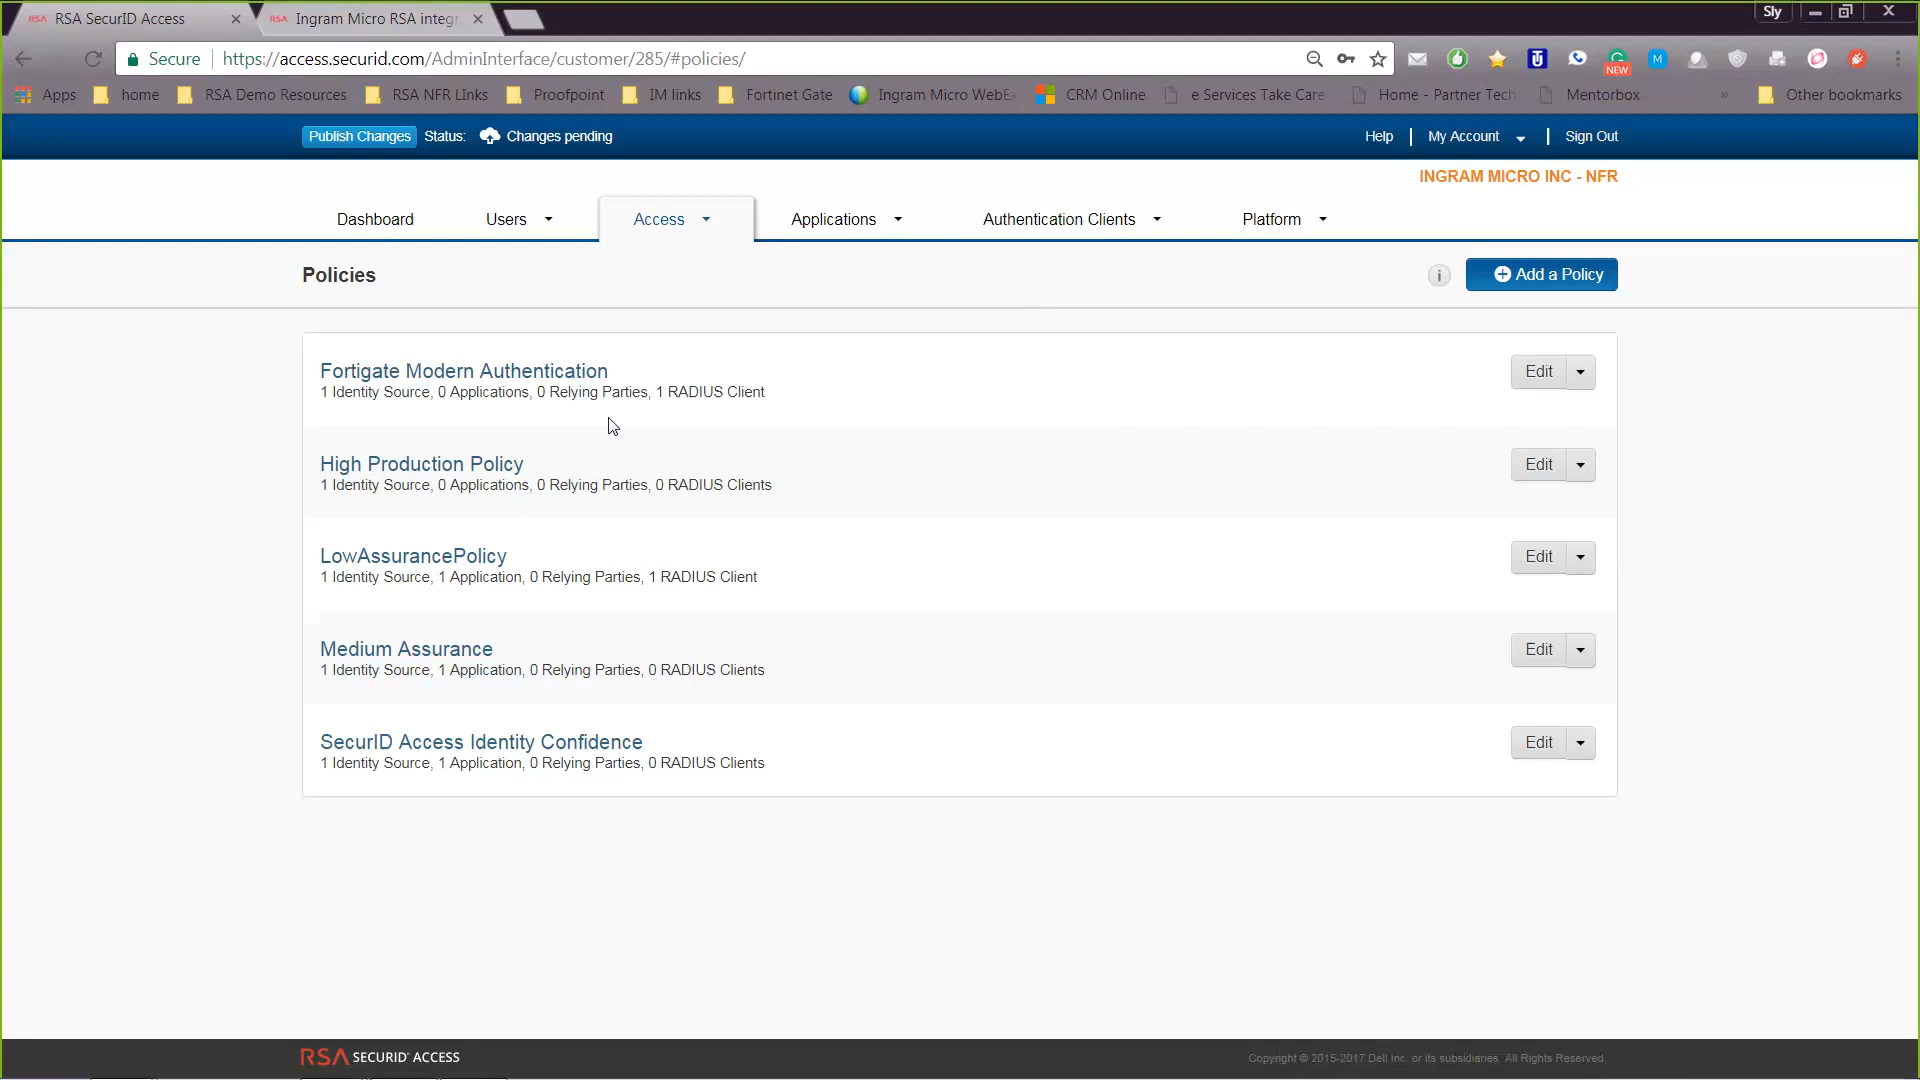 RSA SecurID Access
Ingram Micro RSA integr
Sly
Secure
https://access.securid.com/AdminInterface/customer/285/#policies/
NEW
M
Apps
home
RSA Demo Resources
RSA NFR LInks
Proofpoint
IM links
Fortinet Gate
Ingram Micro WebEx
CRM Online
e Services Take Care
Home - Partner Tech
Mentorbox
»
Other bookmarks
Publish Changes
Status:
Changes pending
Help
My Account
Sign Out
INGRAM MICRO INC - NFR
Dashboard
Users
Access
Applications
Authentication Clients
Platform
Policies
i
Add a Policy
Fortigate Modern Authentication
1 Identity Source, 0 Applications, 0 Relying Parties, 1 RADIUS Client
Edit
High Production Policy
1 Identity Source, 0 Applications, 0 Relying Parties, 0 RADIUS Clients
Edit
LowAssurancePolicy
1 Identity Source, 1 Application, 0 Relying Parties, 1 RADIUS Client
Edit
Medium Assurance
1 Identity Source, 1 Application, 0 Relying Parties, 0 RADIUS Clients
Edit
SecurID Access Identity Confidence
1 Identity Source, 1 Application, 0 Relying Parties, 0 RADIUS Clients
Edit
RSA SECURID® ACCESS
Copyright © 2015-2017 Dell Inc. or its subsidiaries. All Rights Reserved.